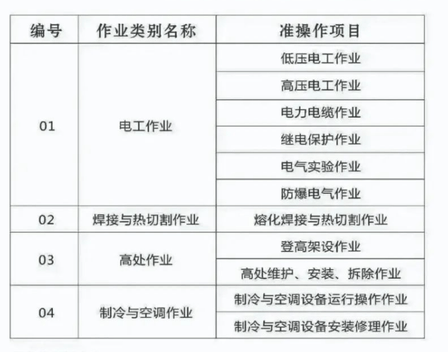 编号 作业类别名称 准操作项目
低压电工作业
高压电工作业
电力电缆作业
01 电工作业 继电保护作业
电气实验作业
防爆电气作业
02 焊接与热切割作业 熔化焊接与热切割作业
03 高处作业 登高架设作业
高处维护、安装、拆除作业
04 制冷与空调作业 制冷与空调设备运行操作作业
制冷与空调设备安装修理作业